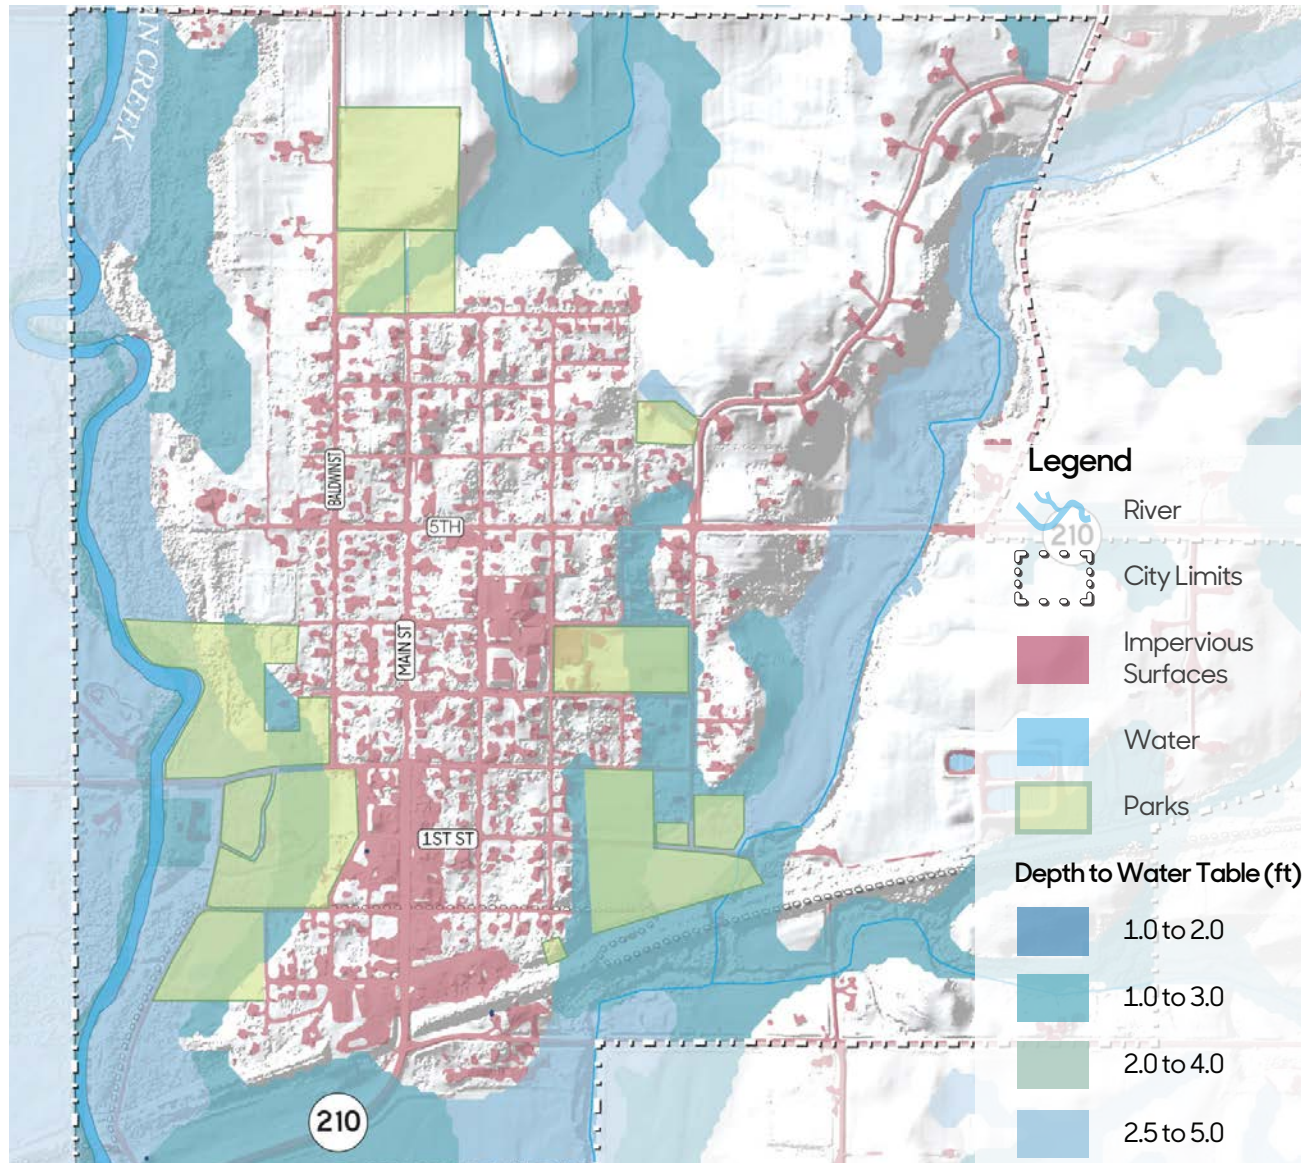 IN CREEK
BALDWIN ST
5TH
MAIN ST
1ST ST
210
210
Legend
River
City Limits
Impervious
Surfaces
Water
Parks
Depth to Water Table (ft)
1.0 to 2.0
1.0 to 3.0
2.0 to 4.0
2.5 to 5.0